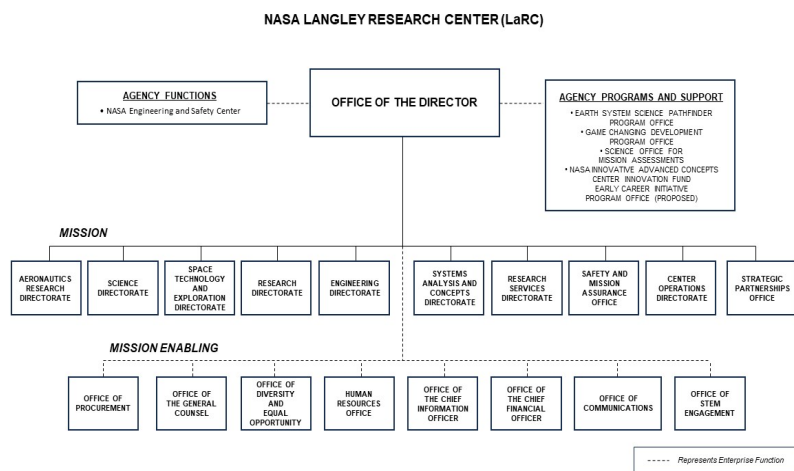 NASA LANGLEY RESEARCH CENTER (LaRC)
AGENCY FUNCTIONS
• NASA Engineering and Safety Center
OFFICE OF THE DIRECTOR
AGENCY PROGRAMS AND SUPPORT
• EARTH SYSTEM SCIENCE PATHFINDER
PROGRAM OFFICE
• GAME CHANGING DEVELOPMENT
PROGRAM OFFICE
• SCIENCE OFFICE FOR
MISSION ASSESSMENTS
• NASA INNOVATIVE ADVANCED CONCEPTS
CENTER INNOVATION FUND
EARLY CAREER INITIATIVE
PROGRAM OFFICE (PROPOSED)
MISSION
AERONAUTICS
RESEARCH
DIRECTORATE
SCIENCE
DIRECTORATE
SPACE
TECHNOLOGY
AND
EXPLORATION
DIRECTORATE
RESEARCH
DIRECTORATE
ENGINEERING
DIRECTORATE
SYSTEMS
ANALYSIS AND
CONCEPTS
DIRECTORATE
RESEARCH
SERVICES
DIRECTORATE
SAFETY AND
MISSION
ASSURANCE
OFFICE
CENTER
OPERATIONS
DIRECTORATE
STRATEGIC
PARTNERSHIPS
OFFICE
MISSION ENABLING
OFFICE OF
PROCUREMENT
OFFICE OF
THE GENERAL
COUNSEL
OFFICE OF
DIVERSITY
AND
EQUAL
OPPORTUNITY
HUMAN
RESOURCES
OFFICE
OFFICE OF
THE CHIEF
INFORMATION
OFFICER
OFFICE OF
THE CHIEF
FINANCIAL
OFFICER
OFFICE OF
COMMUNICATIONS
OFFICE OF
STEM
ENGAGEMENT
Represents Enterprise Function